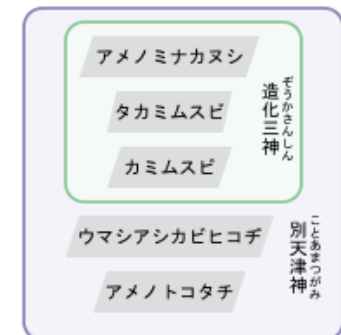 アメノミナカヌシ
タカミムスビ
カミムスビ
造化三神
ぞうかさんしん
ウマシアシカビヒコヂ
アメノトコタチ
別天津神
ことあまつがみ